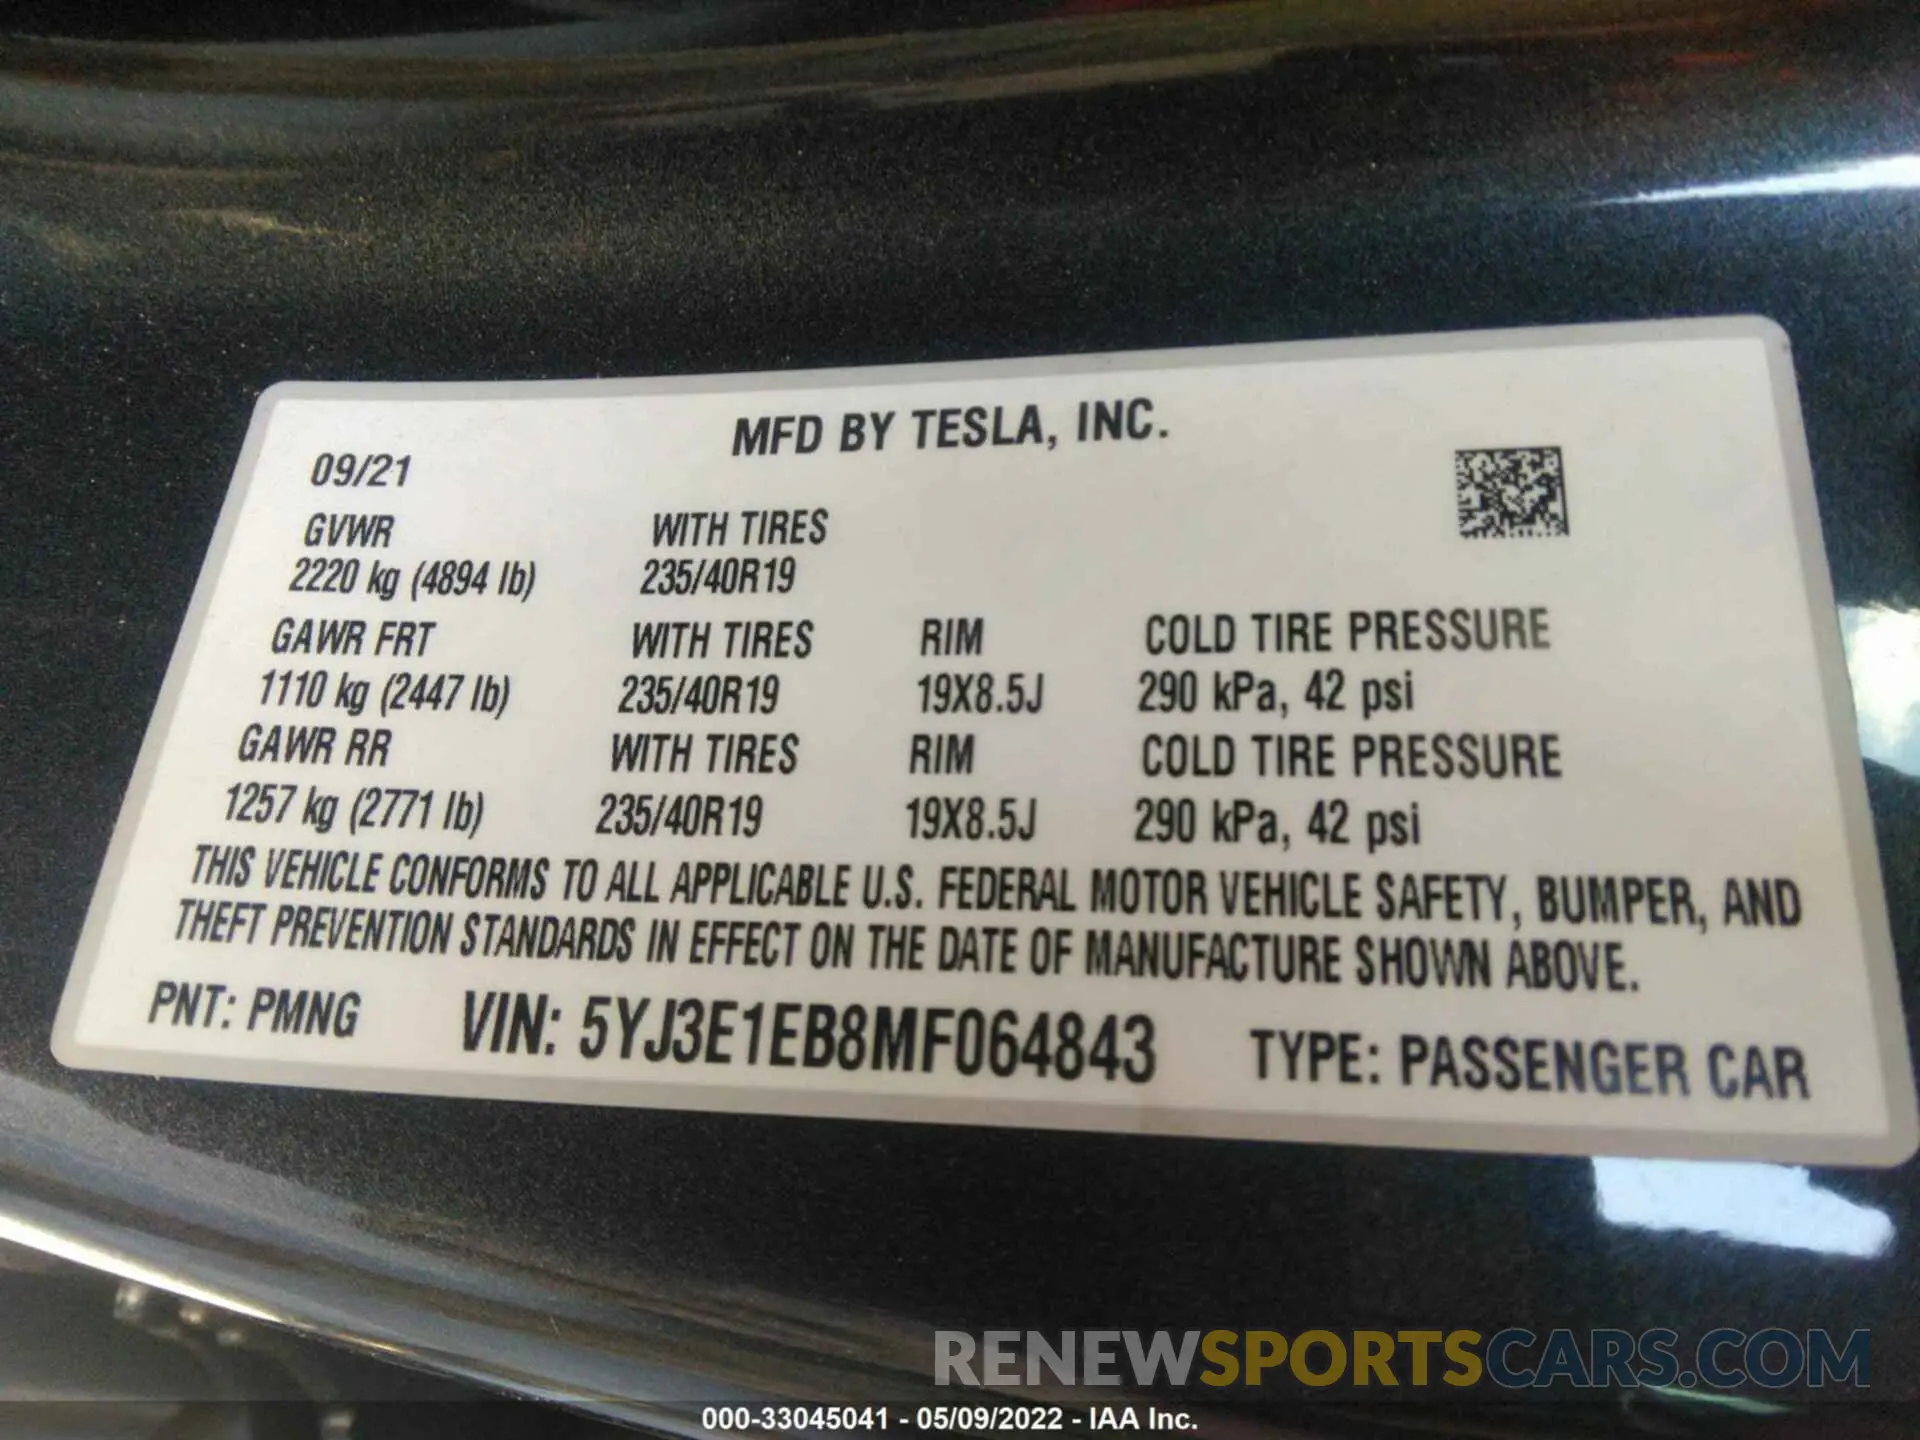 MFD BY TESLA, INC.
09/21
GVWR WITH TIRES
2220 kg (4894 lb) 235/40R19
GAWR FRT WITH TIRES RIM COLD TIRE PRESSURE
1110 kg (2447 lb) 235/40R19 19X8.5J 290 kPa, 42 psi
GAWR RR WITH TIRES RIM COLD TIRE PRESSURE
1257 kg (2771 lb) 235/40R19 19X8.5J 290 kPa, 42 psi
THIS VEHICLE CONFORMS TO ALL APPLICABLE U.S. FEDERAL MOTOR VEHICLE SAFETY, BUMPER, AND
THEFT PREVENTION STANDARDS IN EFFECT ON THE DATE OF MANUFACTURE SHOWN ABOVE.
PNT: PMNG VIN: 5YJ3E1EB8MF064843 TYPE: PASSENGER CAR
RENEWSPORTSCARS.COM
000-33045041 - 05/09/2022 - IAA Inc.